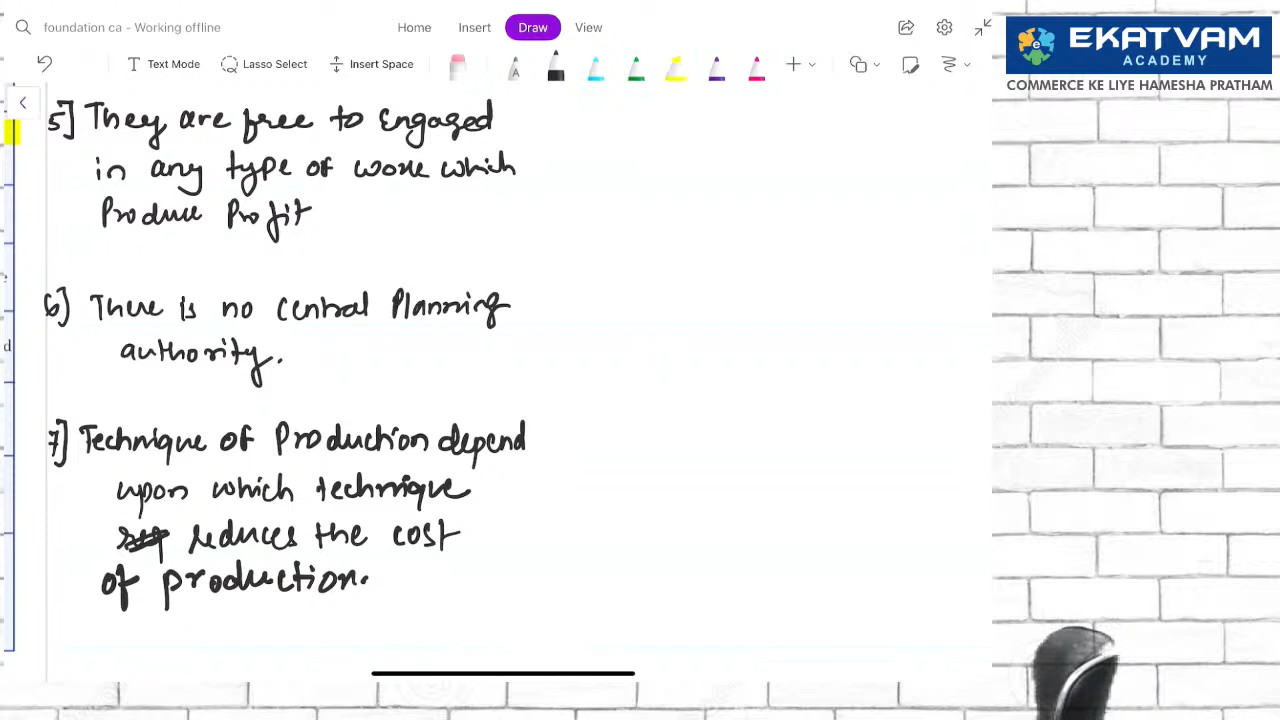 foundation ca - Working offline
Home Insert Draw View
Text Mode Lasso Select Insert Space
EKATVAM
ACADEMY
COMMERCE KE LIYE HAMESHA PRATHAM
5] They are free to Engaged
in any type of work which
Produce Profit
6] There is no Central Planning
authority.
d
7] Technique of Production depend
upon which technique
reduces the cost
of production.